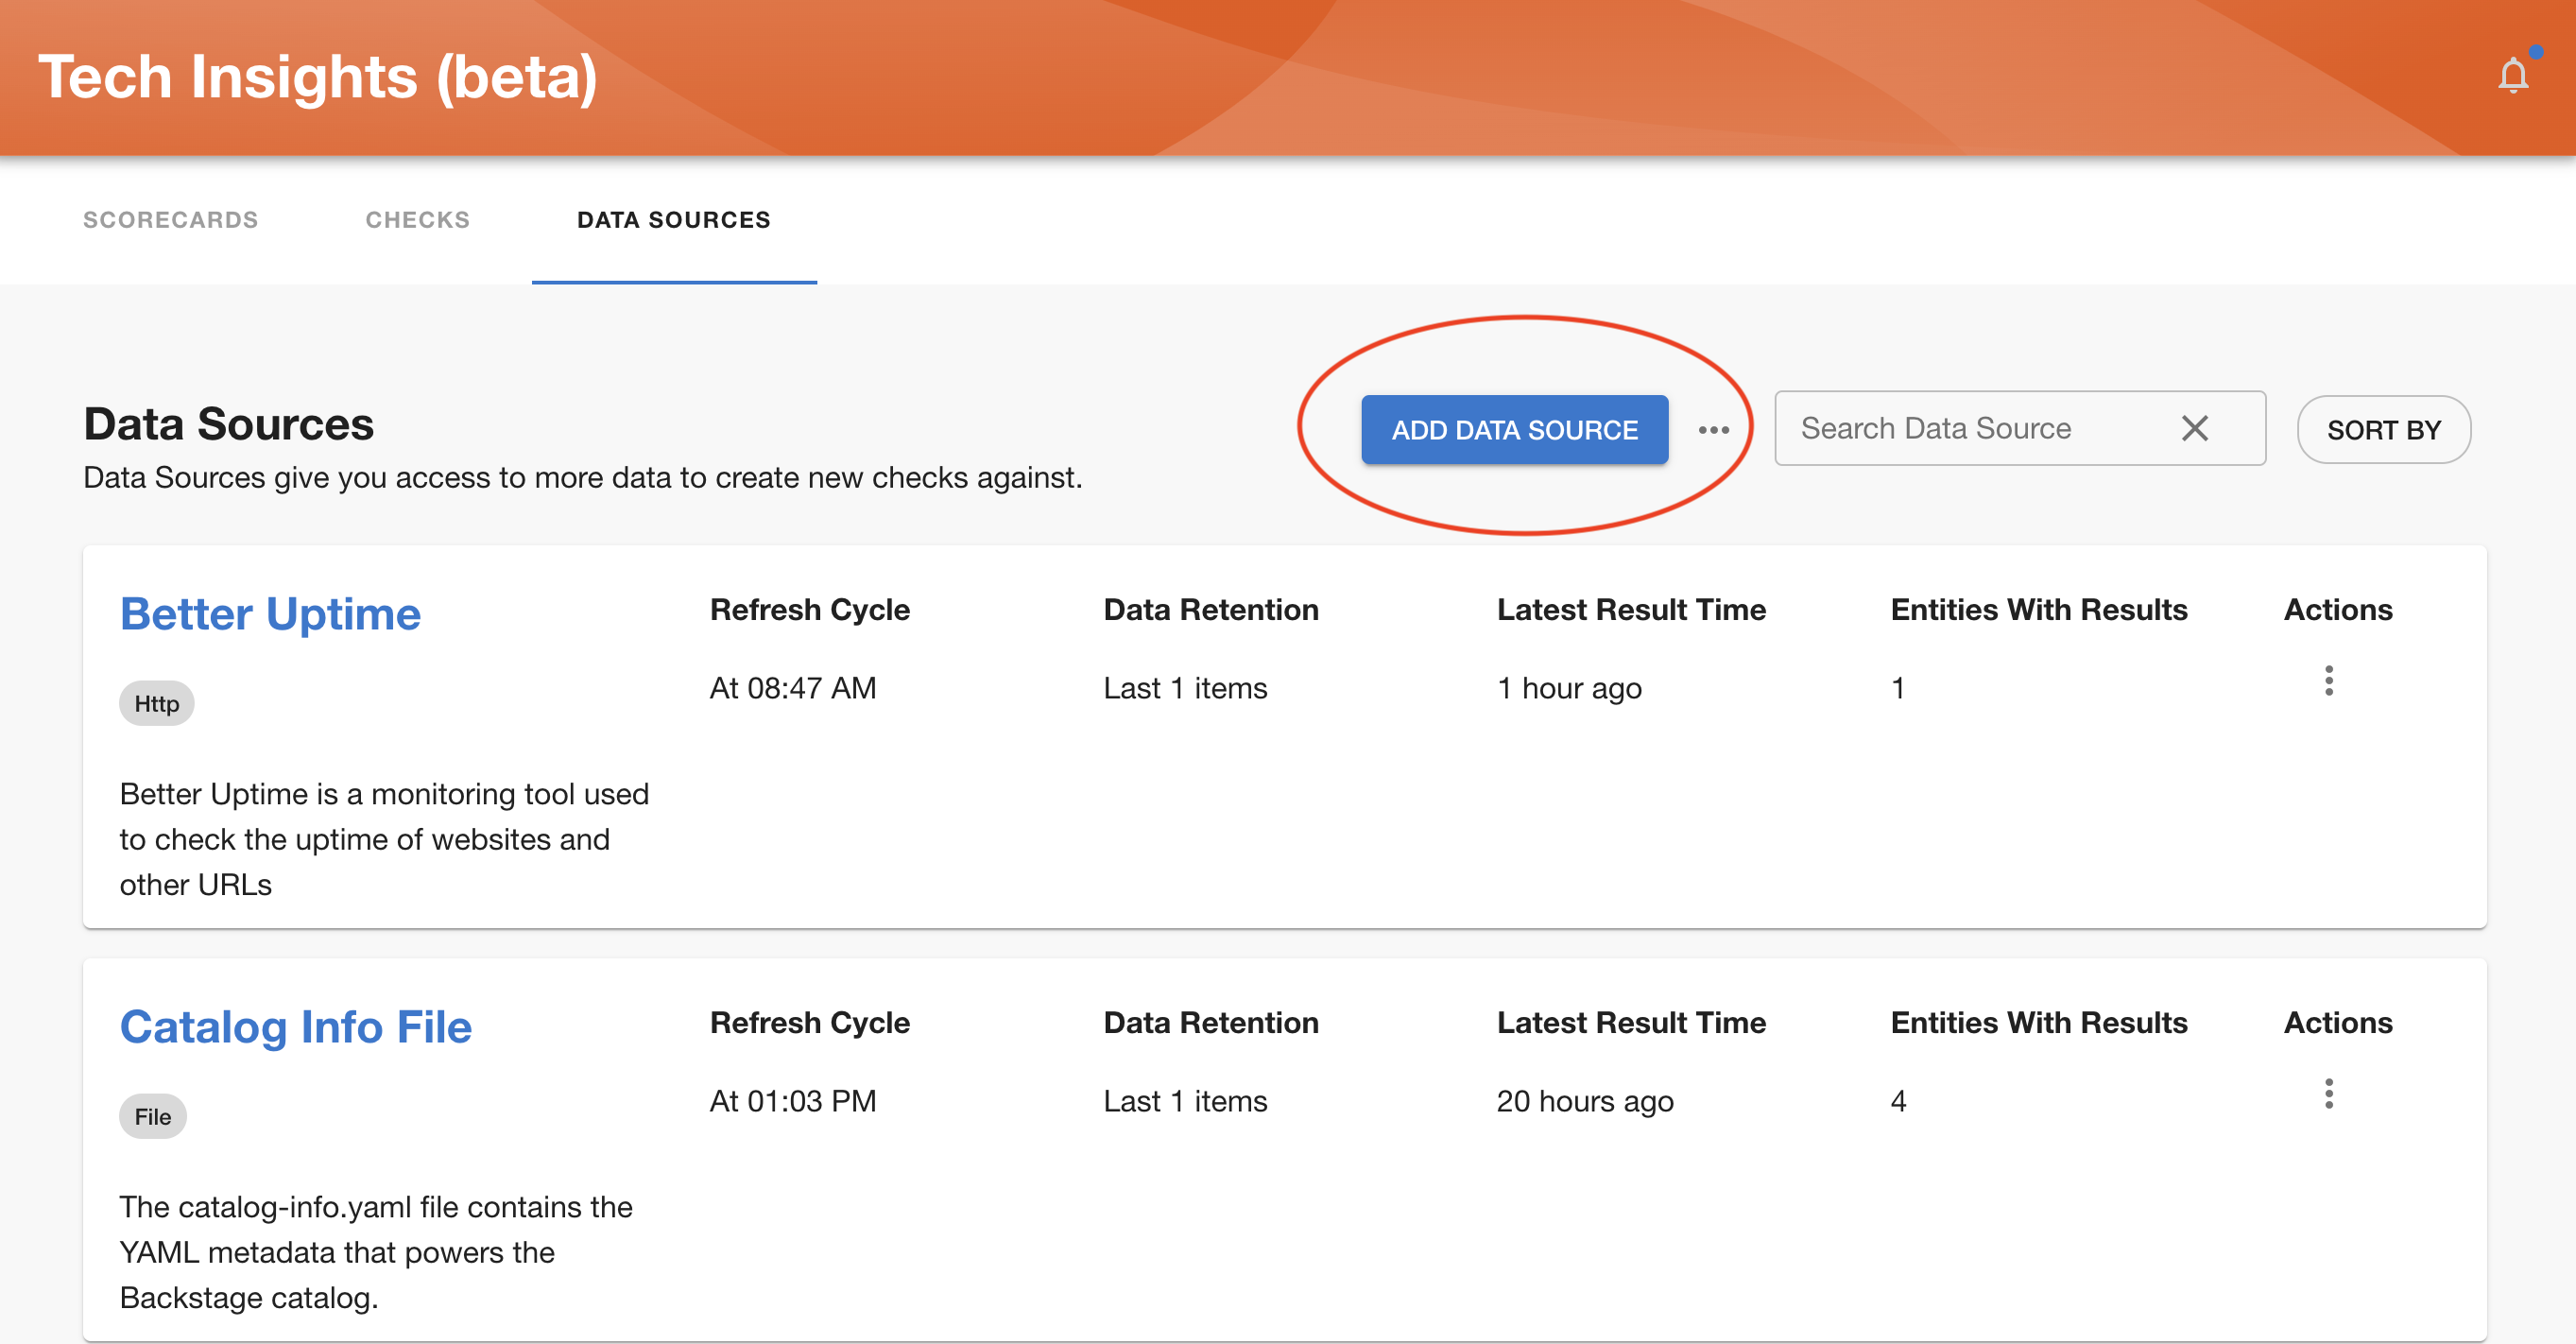 Tech Insights (beta)
SCORECARDS CHECKS DATA SOURCES
Data Sources
Data Sources give you access to more data to create new checks against.
ADD DATA SOURCE
Search Data Source
SORT BY
Better Uptime Refresh Cycle Data Retention Latest Result Time Entities With Results Actions
Http At 08:47 AM Last 1 items 1 hour ago 1
Better Uptime is a monitoring tool used
to check the uptime of websites and
other URLs
Catalog Info File Refresh Cycle Data Retention Latest Result Time Entities With Results Actions
File At 01:03 PM Last 1 items 20 hours ago 4
The catalog-info.yaml file contains the
YAML metadata that powers the
Backstage catalog.